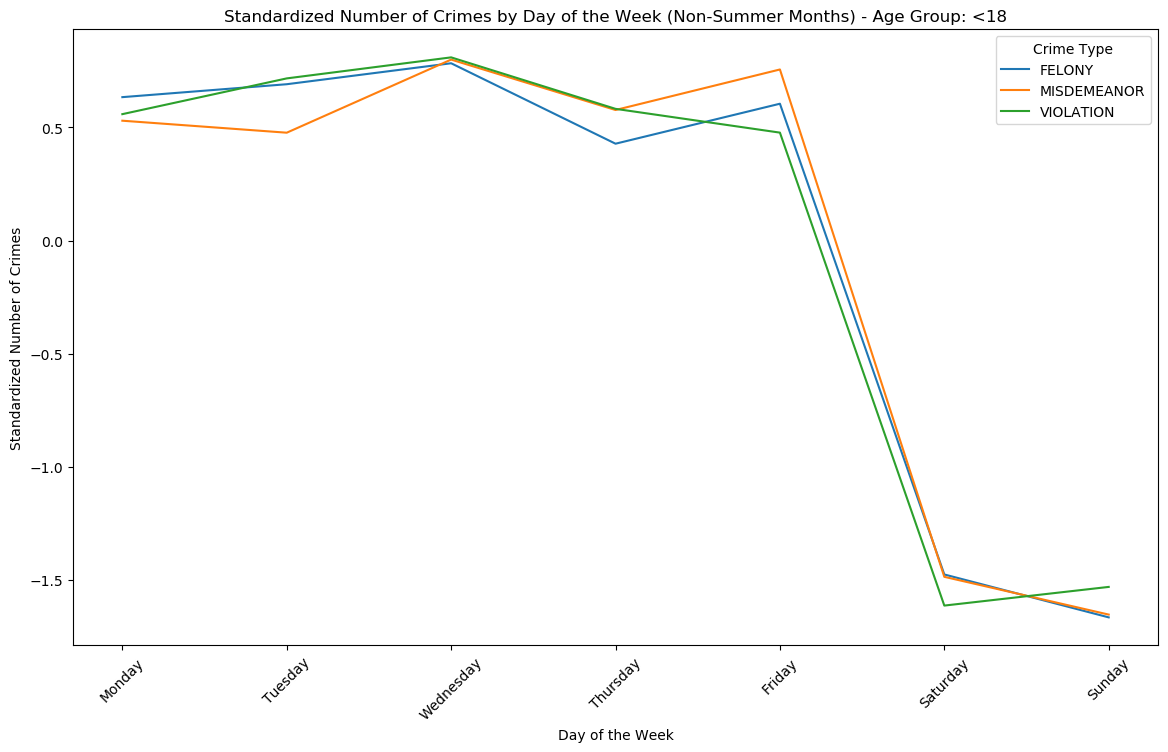 Standardized Number of Crimes by Day of the Week (Non-Summer Months) - Age Group: <18
Crime Type
FELONY
MISDEMEANOR
VIOLATION
Standardized Number of Crimes
0.5
0.0
−0.5
−1.0
−1.5
Monday
Tuesday
Wednesday
Thursday
Friday
Saturday
Sunday
Day of the Week